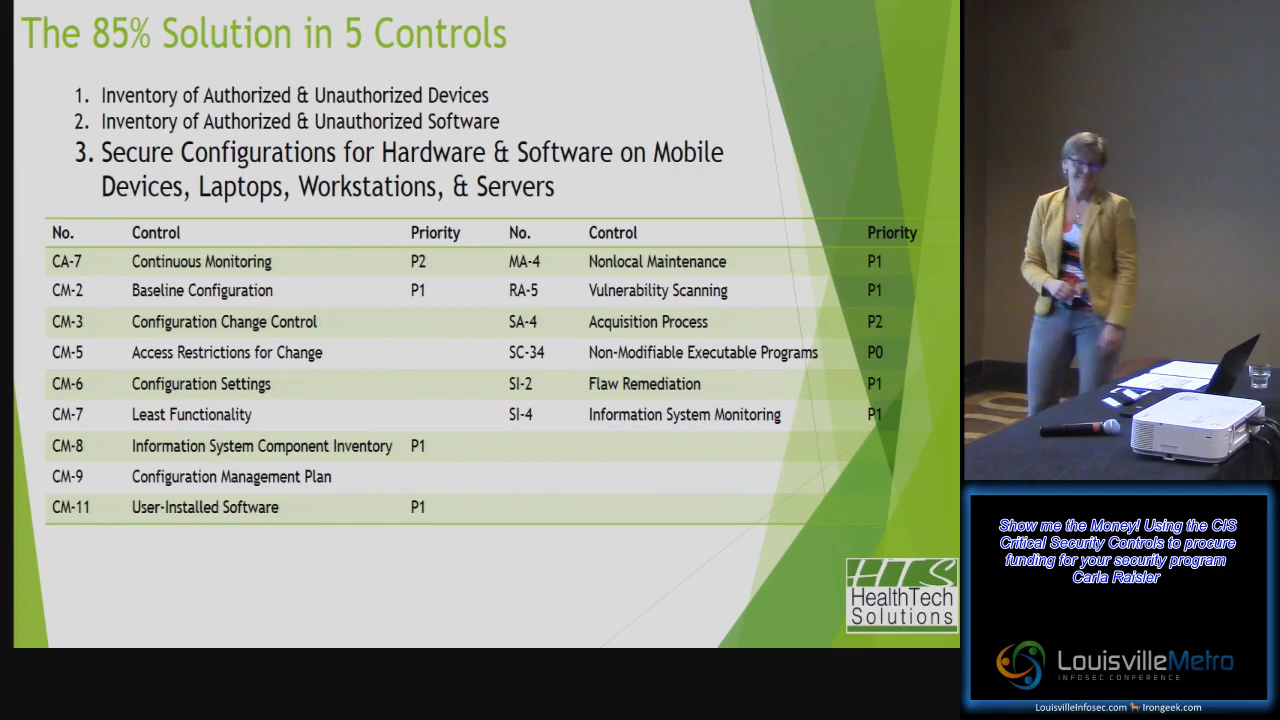 The 85% Solution in 5 Controls
1. Inventory of Authorized & Unauthorized Devices
2. Inventory of Authorized & Unauthorized Software
3. Secure Configurations for Hardware & Software on Mobile
Devices, Laptops, Workstations, & Servers
No. Control Priority No. Control Priority
CA-7 Continuous Monitoring P2 MA-4 Nonlocal Maintenance P1
CM-2 Baseline Configuration P1 RA-5 Vulnerability Scanning P1
CM-3 Configuration Change Control SA-4 Acquisition Process P2
CM-5 Access Restrictions for Change SC-34 Non-Modifiable Executable Programs P0
CM-6 Configuration Settings SI-2 Flaw Remediation P1
CM-7 Least Functionality SI-4 Information System Monitoring P1
CM-8 Information System Component Inventory P1
CM-9 Configuration Management Plan
CM-11 User-Installed Software P1
HTS
HealthTech
Solutions
Show me the Money! Using the CIS
Critical Security Controls to procure
funding for your security program
Carla Raisler
LouisvilleMetro
INFOSEC CONFERENCE
LouisvilleInfosec.com Irongeek.com